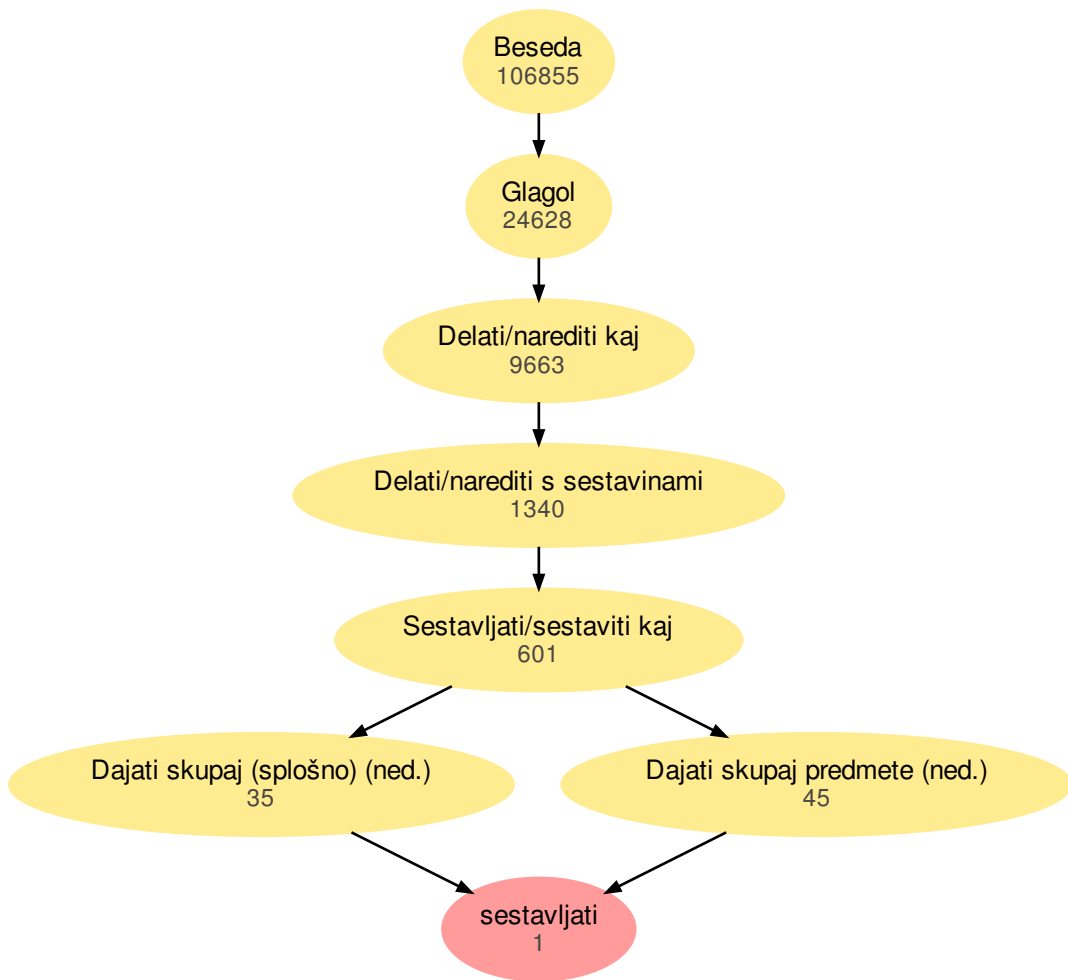 Beseda
106855
Glagol
24628
Delati/narediti kaj
9663
Delati/narediti s sestavinami
1340
Sestavljati/sestaviti kaj
601
Dajati skupaj (splošno) (ned.)
35
Dajati skupaj predmete (ned.)
45
sestavljati
1